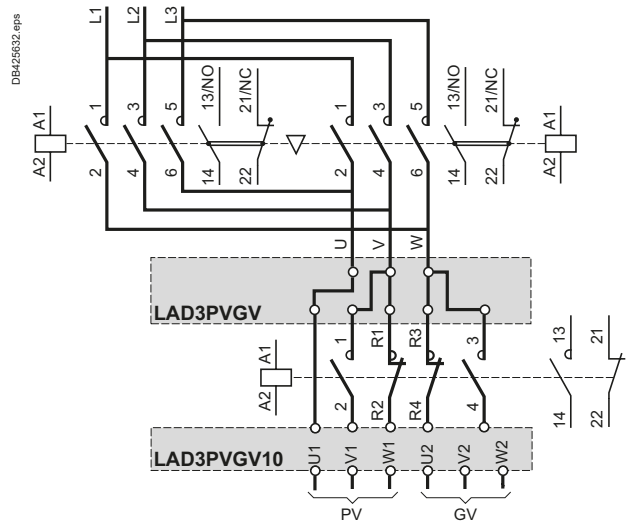 DB425632.eps
L1 L2 L3
A1 1 3 5 13/NO 21/NC 1 3 5 13/NO 21/NC A1
A2 2 4 6 14 22 2 4 6 14 22 A2
U V W
LAD3PVGV
A1 1 R1 R3 3 13 21
A2 2 R2 R4 4 14 22
LAD3PVGV10 U1 V1 W1 U2 V2 W2
PV GV